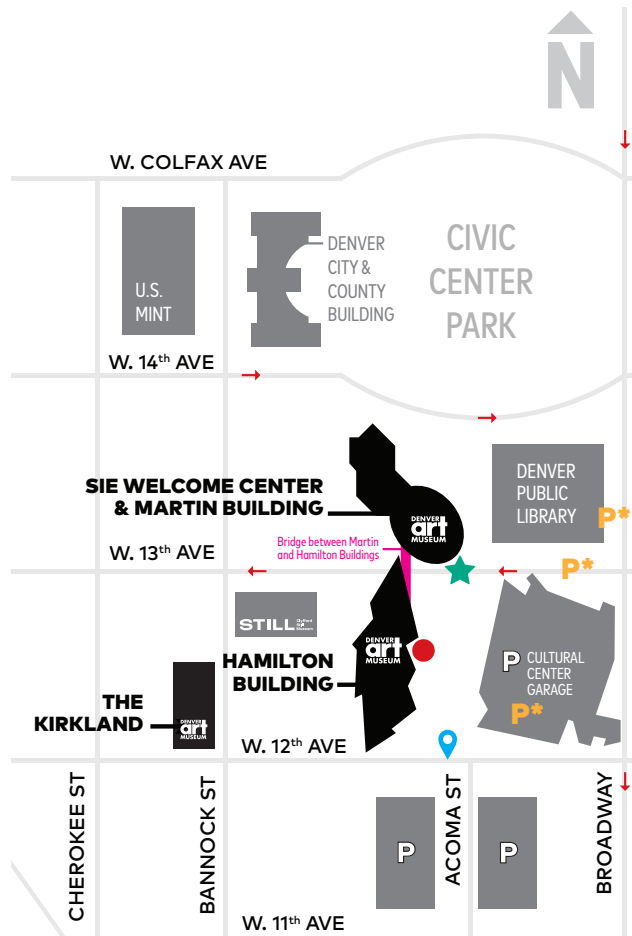 N
W. COLFAX AVE
U.S.
MINT
DENVER
CITY &
COUNTY
BUILDING
CIVIC
CENTER
PARK
W. 14th AVE
SIE WELCOME CENTER
& MARTIN BUILDING
DENVER
art
MUSEUM
DENVER
PUBLIC
LIBRARY
P*
Bridge between Martin
and Hamilton Buildings
W. 13th AVE
P*
STILL Clyfford
Museum
HAMILTON
BUILDING
DENVER
art
MUSEUM
P CULTURAL
CENTER
GARAGE
P*
THE
KIRKLAND
DENVER
art
MUSEUM
W. 12th AVE
CHEROKEE ST
BANNOCK ST
ACOMA ST
BROADWAY
P
P
W. 11th AVE